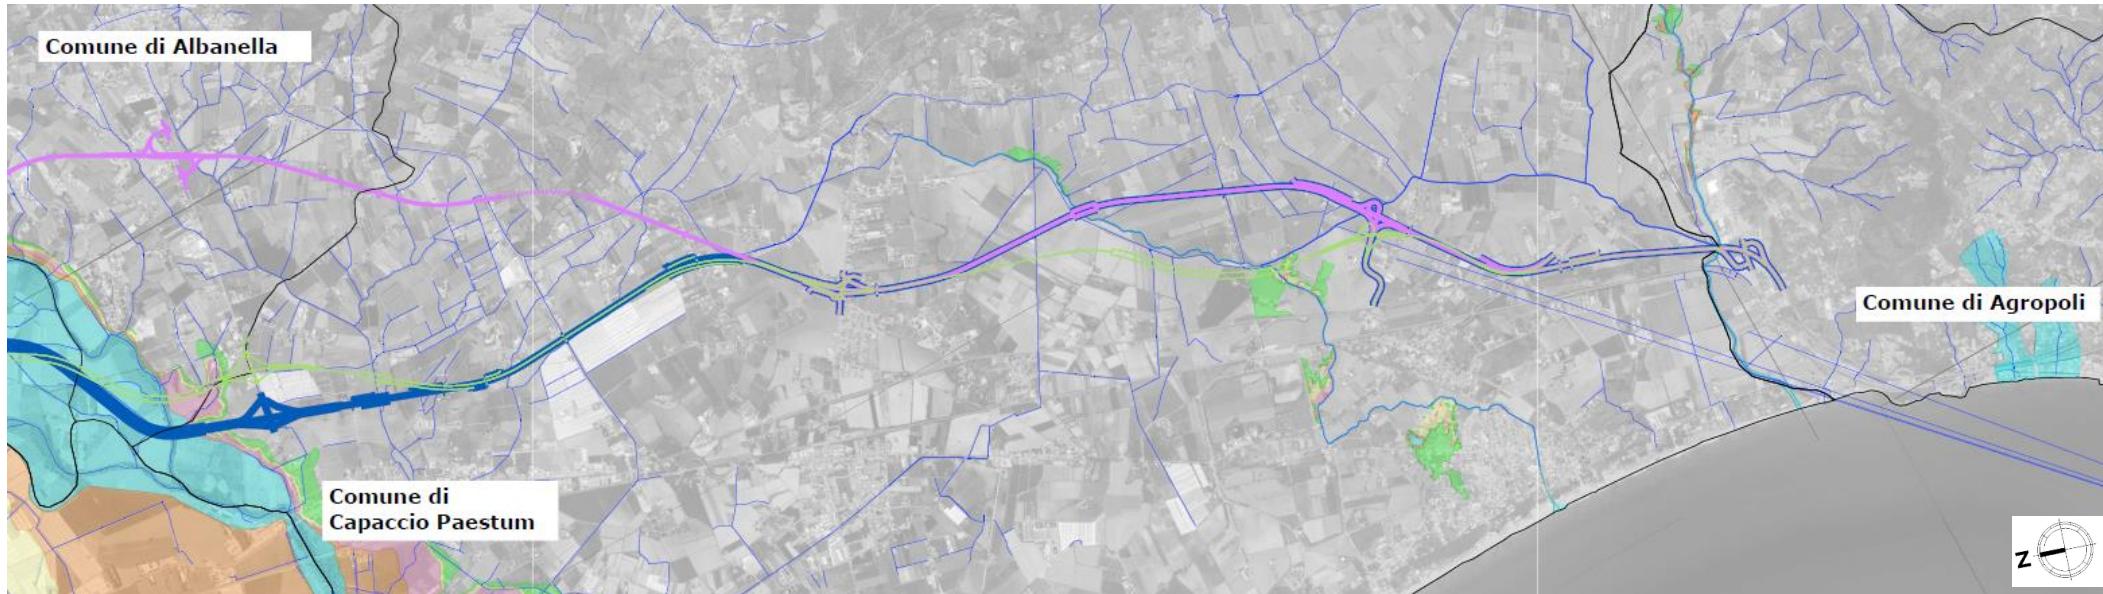 Comune di Albanella
Comune di Agropoli
Comune di
Capaccio Paestum
N